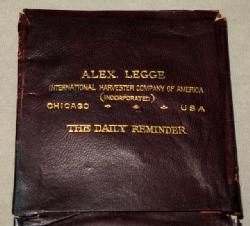 ALEX. LEGGE
INTERNATIONAL HARVESTER COMPANY OF AMERICA
(INCORPORATED)
CHICAGO USA
THE DAILY REMINDER